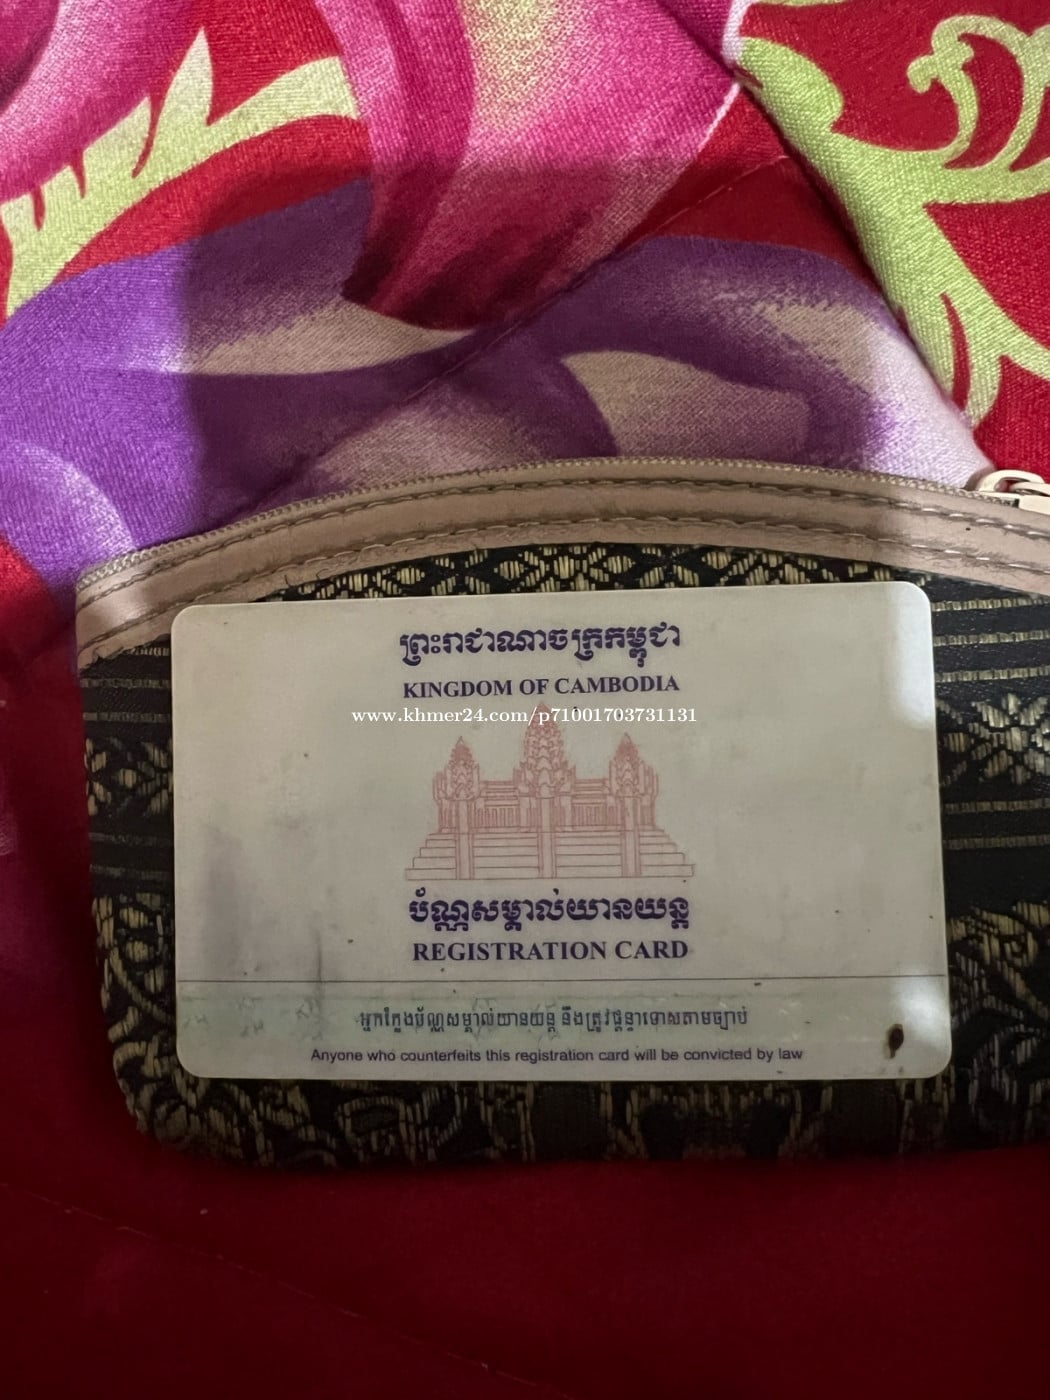 ព្រះរាជាណាចក្រកម្ពុជា
KINGDOM OF CAMBODIA
www.khmer24.com/p71001703731131
ប័ណ្ណសម្គាល់យានយន្ត
REGISTRATION CARD
អ្នកក្លែងប័ណ្ណសម្គាល់យានយន្ត នឹងត្រូវផ្តន្ទាទោសតាមច្បាប់
Anyone who counterfeits this registration card will be convicted by law